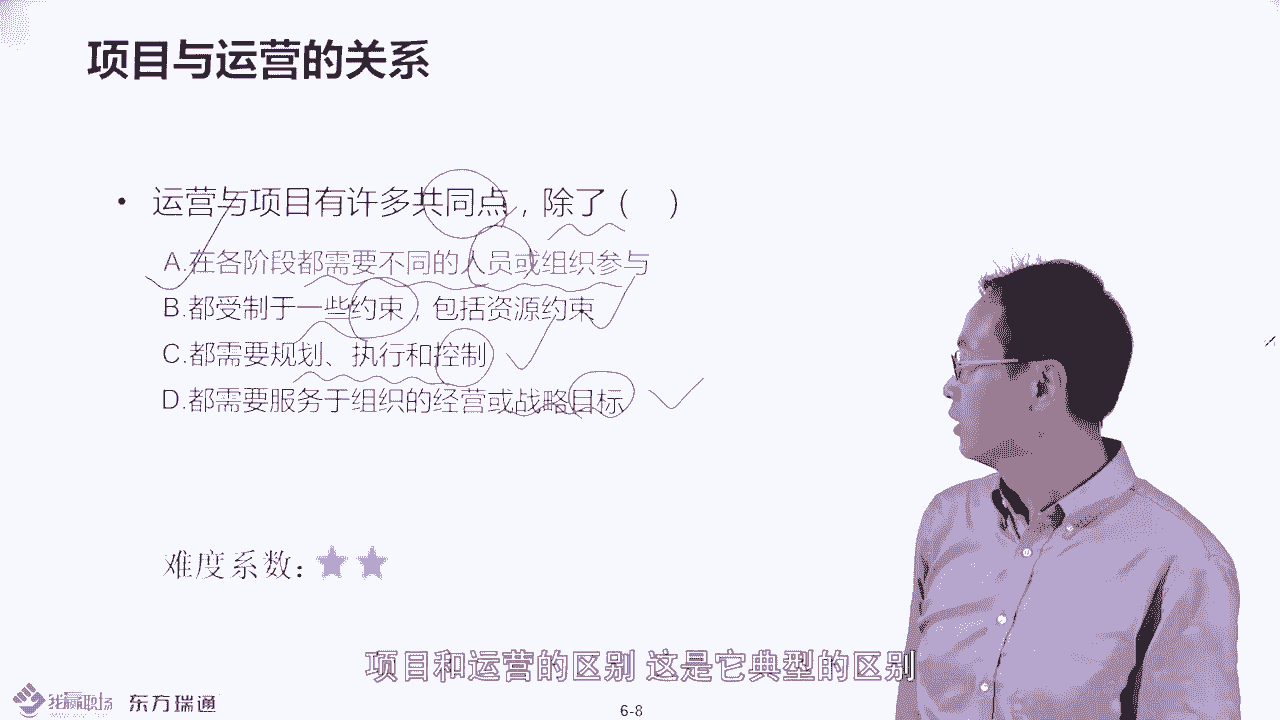 项目与运营的关系
• 运营与项目有许多共同点，除了（ ）
A.在各阶段都需要不同的人员或组织参与
B.都受制于一些约束，包括资源约束
C.都需要规划、执行和控制
D.都需要服务于组织的经营或战略目标
难度系数：
项目和运营的区别 这是它典型的区别
我赢职场
东方瑞通
6-8